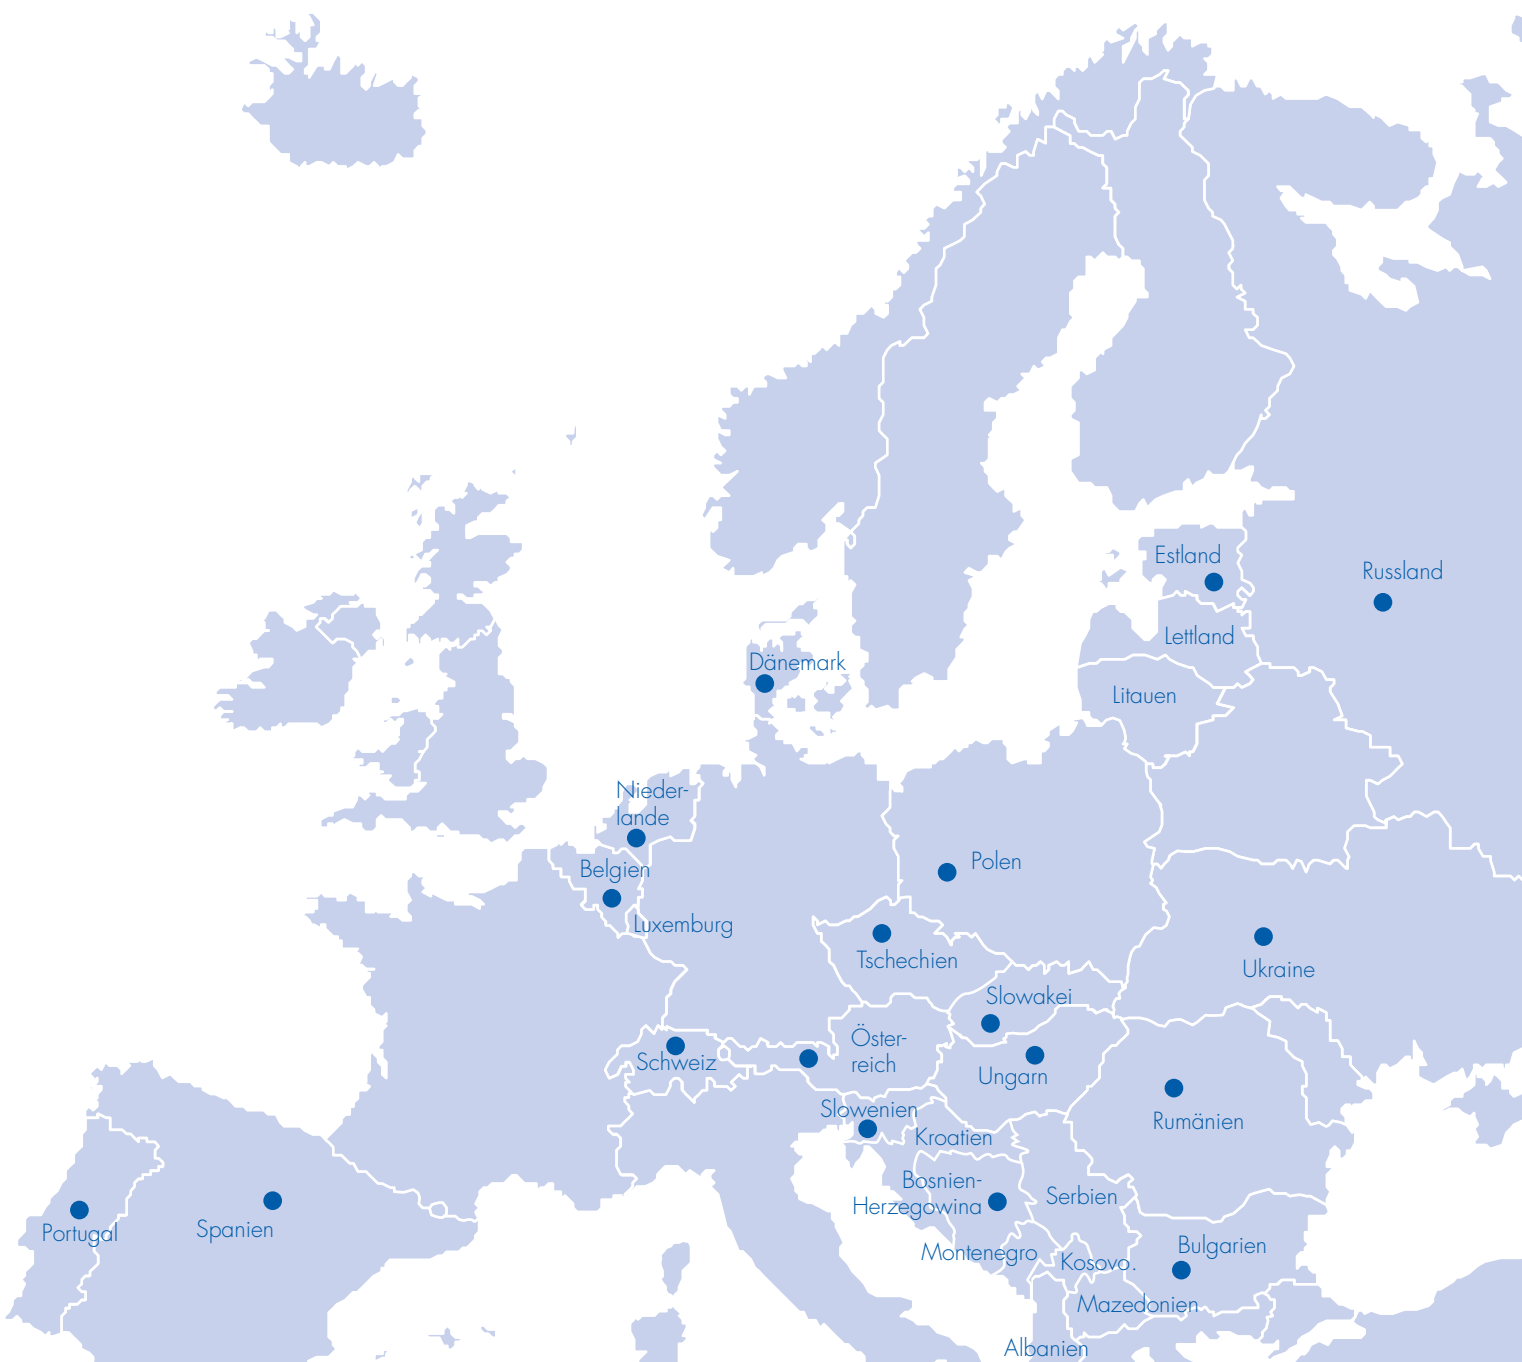 Estland
Russland
Lettland
Dänemark
Litauen
Nieder-
lande
Polen
Belgien
Luxemburg
Tschechien
Ukraine
Slowakei
Öster-
reich
Schweiz
Ungarn
Slowenien
Rumänien
Kroatien
Bosnien-
Herzegowina
Serbien
Portugal
Spanien
Montenegro
Bulgarien
Kosovo.
Mazedonien
Albanien